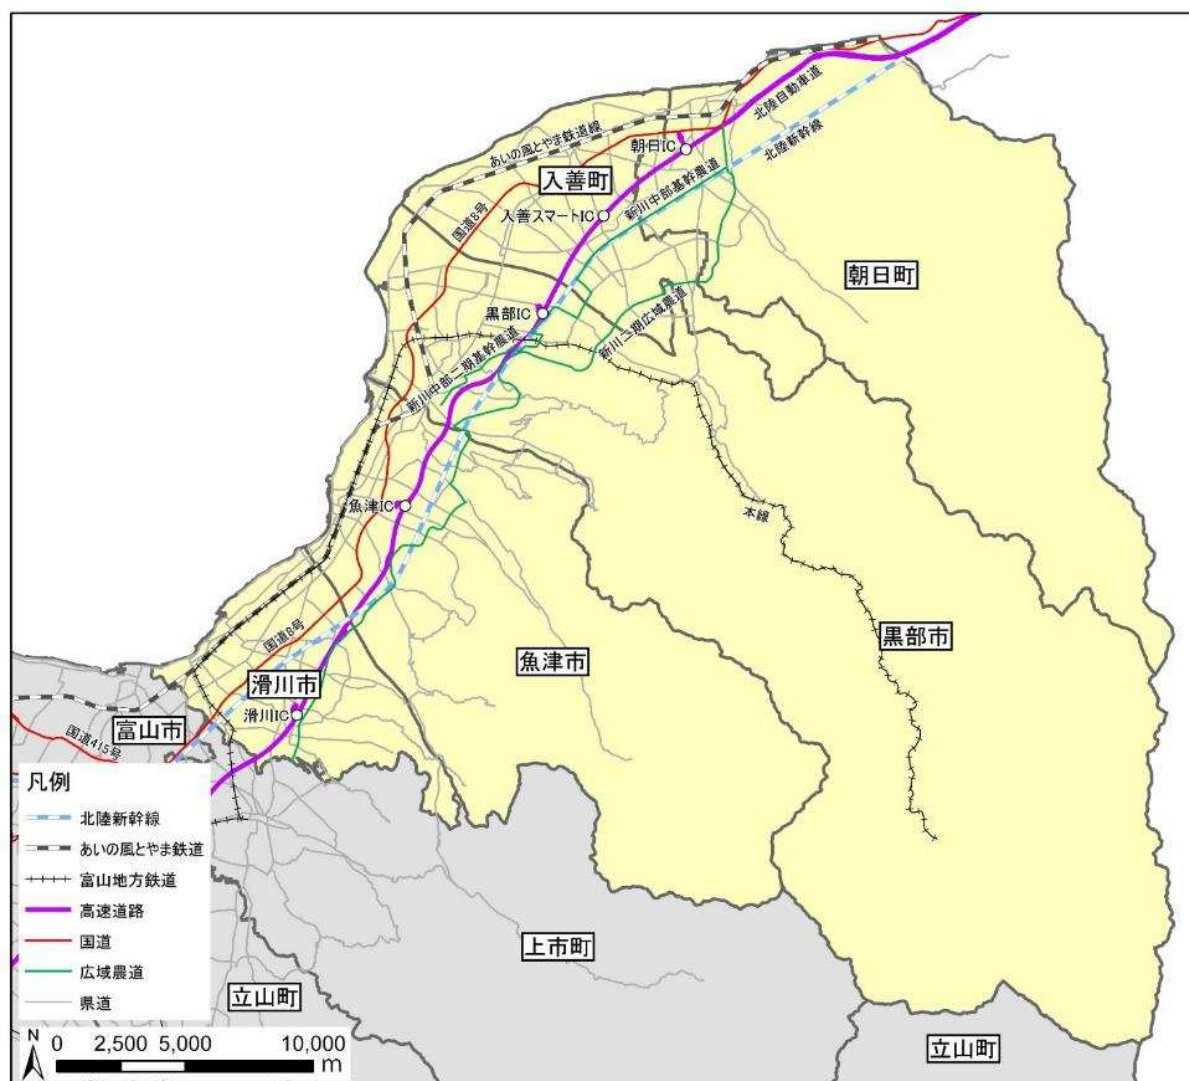 北陸自動車道
あいの風とやま鉄道線
朝日IC
北陸新幹線
入善町
国道8号
入善スマートIC
新川中部基幹農道
朝日町
黒部IC
新川二期広域農道
新川中部二期基幹農道
魚津IC
本線
国道8号
黒部市
魚津市
滑川市
滑川IC
富山市
国道415号
凡例
北陸新幹線
あいの風とやま鉄道
富山地方鉄道
高速道路
国道
広域農道
県道
上市町
立山町
立山町
N
0 2,500 5,000 10,000
m